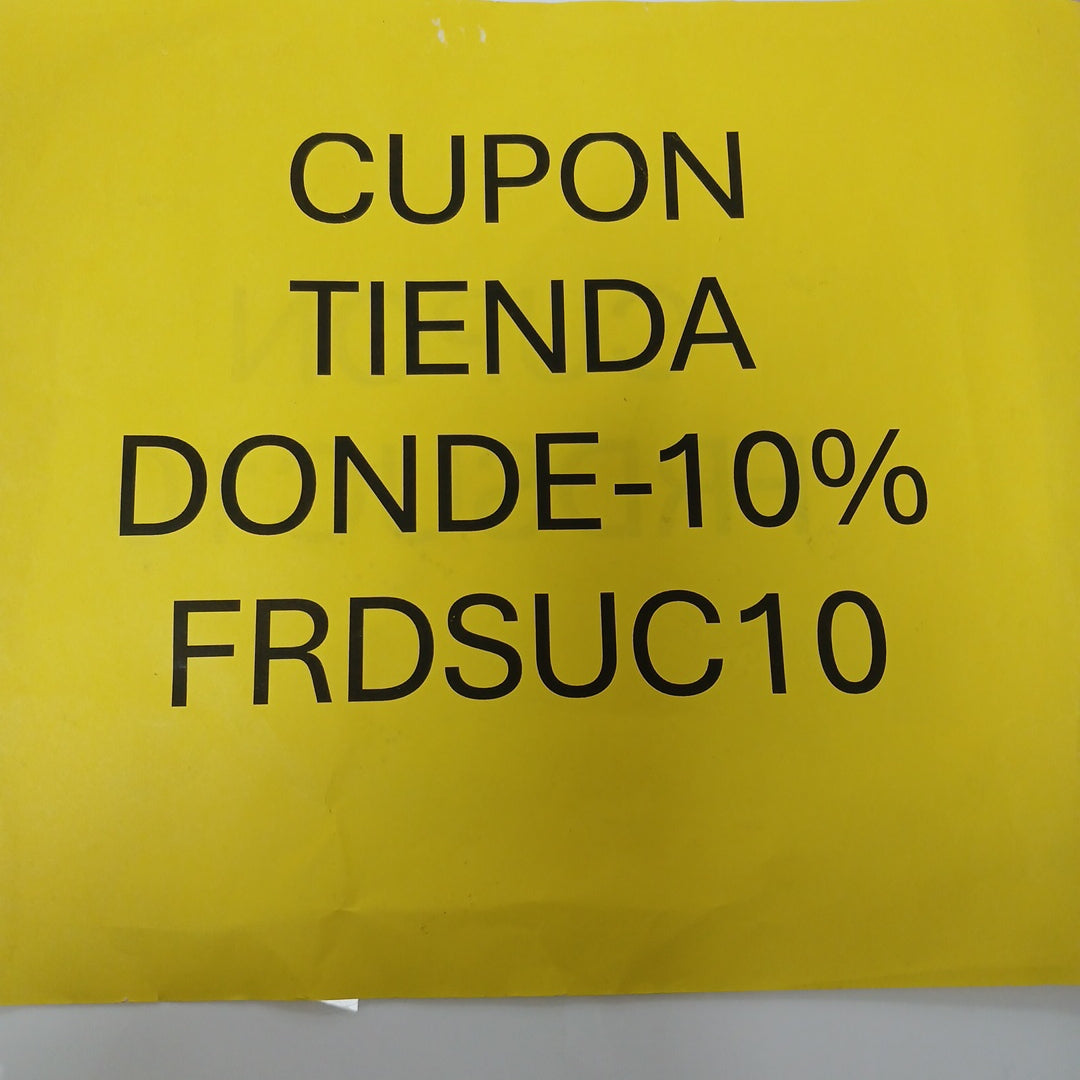 CUPON
TIENDA
DONDE-10%
FRDSUC10